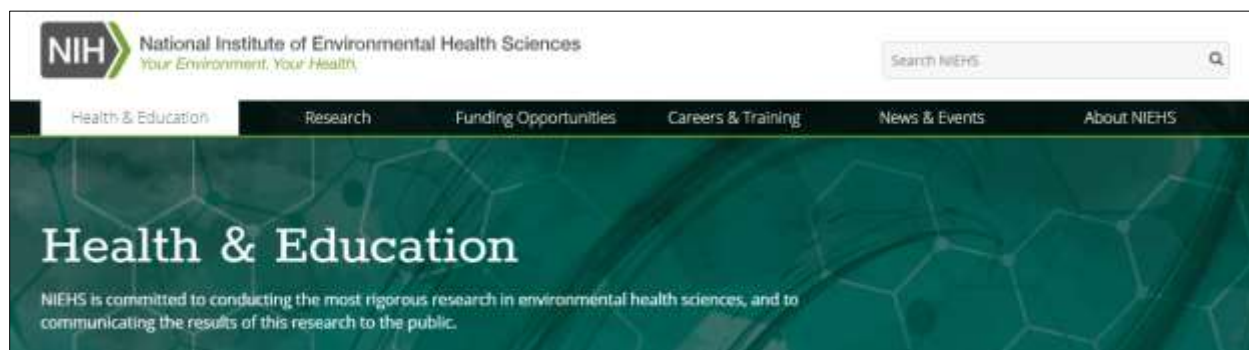 NIH
National Institute of Environmental Health Sciences
Your Environment. Your Health.
Search NIEHS
Health & Education
Research
Funding Opportunities
Careers & Training
News & Events
About NIEHS
Health & Education
NIEHS is committed to conducting the most rigorous research in environmental health sciences, and to
communicating the results of this research to the public.